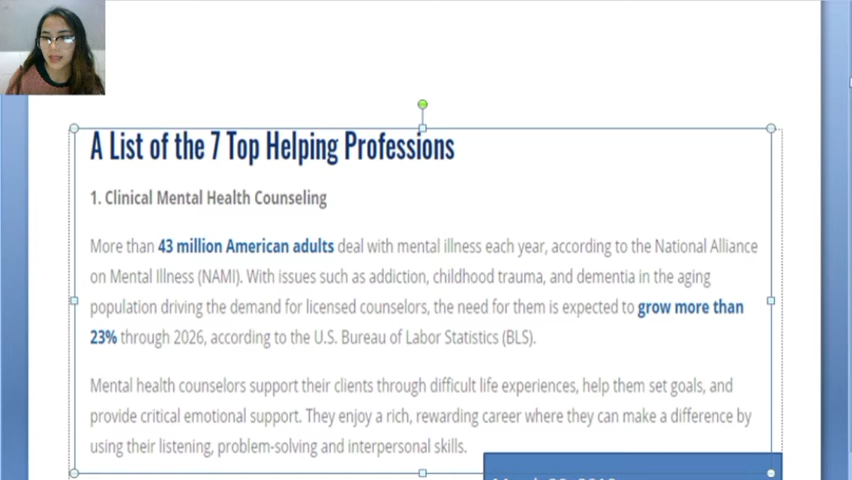 A List of the 7 Top Helping Professions
1. Clinical Mental Health Counseling
More than 43 million American adults deal with mental illness each year, according to the National Alliance
on Mental Illness (NAMI). With issues such as addiction, childhood trauma, and dementia in the aging
population driving the demand for licensed counselors, the need for them is expected to grow more than
23% through 2026, according to the U.S. Bureau of Labor Statistics (BLS).
Mental health counselors support their clients through difficult life experiences, help them set goals, and
provide critical emotional support. They enjoy a rich, rewarding career where they can make a difference by
using their listening, problem-solving and interpersonal skills.